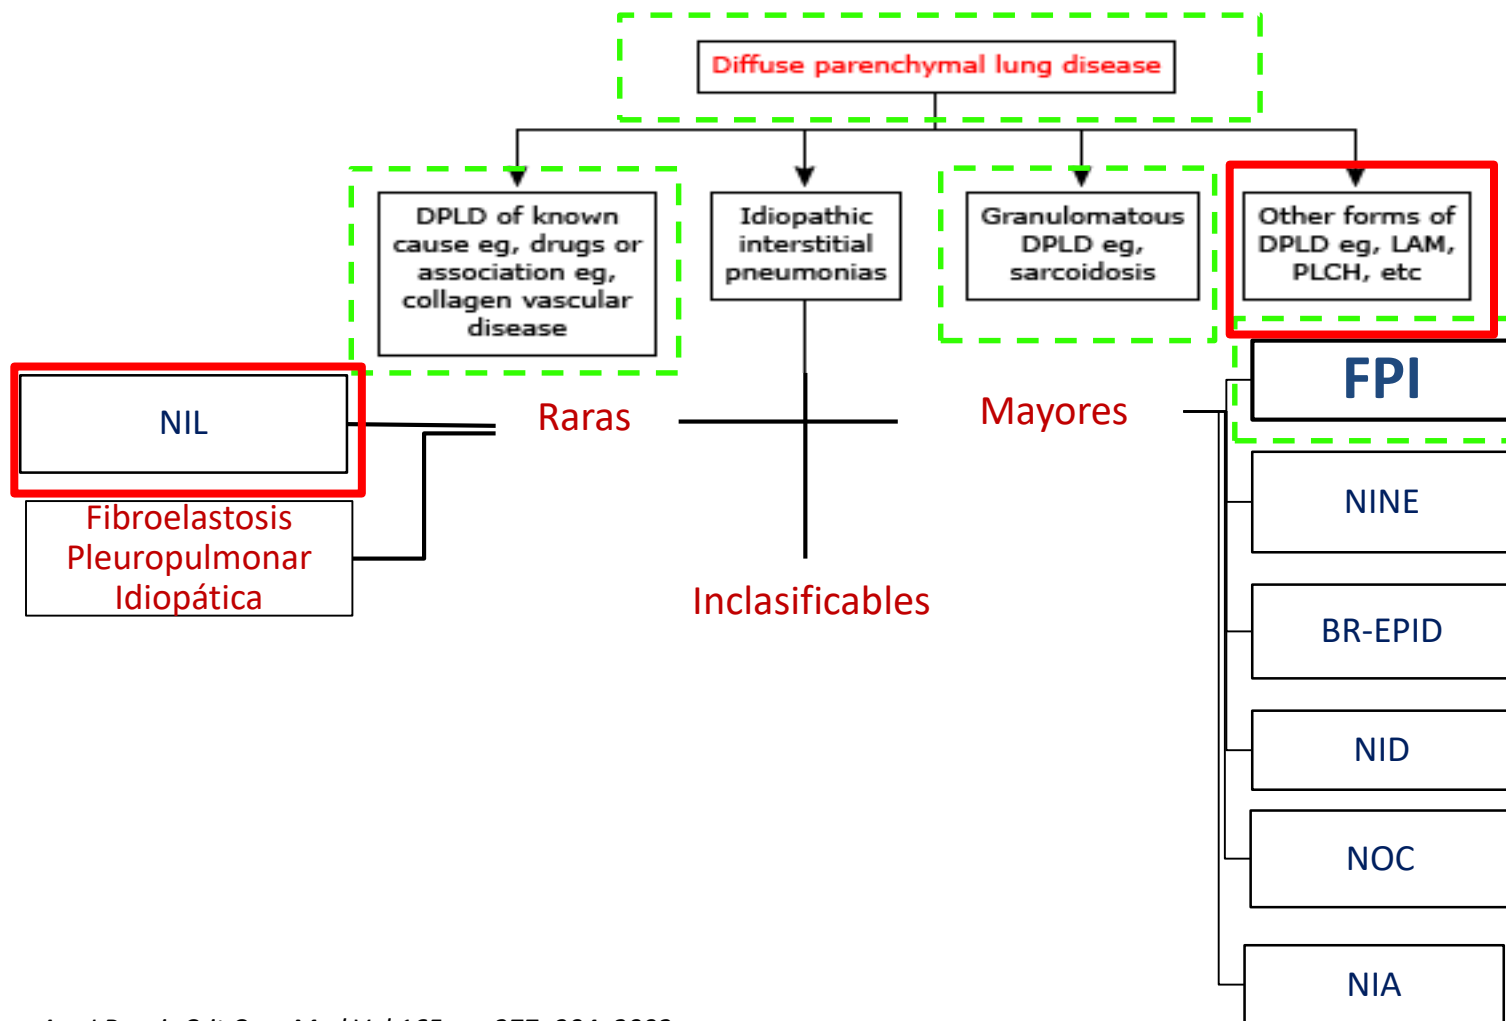 Diffuse parenchymal lung disease
DPLD of known
cause eg, drugs or
association eg,
collagen vascular
disease
Idiopathic
interstitial
pneumonias
Granulomatous
DPLD eg,
sarcoidosis
Other forms of
DPLD eg, LAM,
PLCH, etc
NIL
Raras
Mayores
FPI
Fibroelastosis
Pleuropulmonar
Idiopática
Inclasificables
NINE
BR-EPID
NID
NOC
NIA